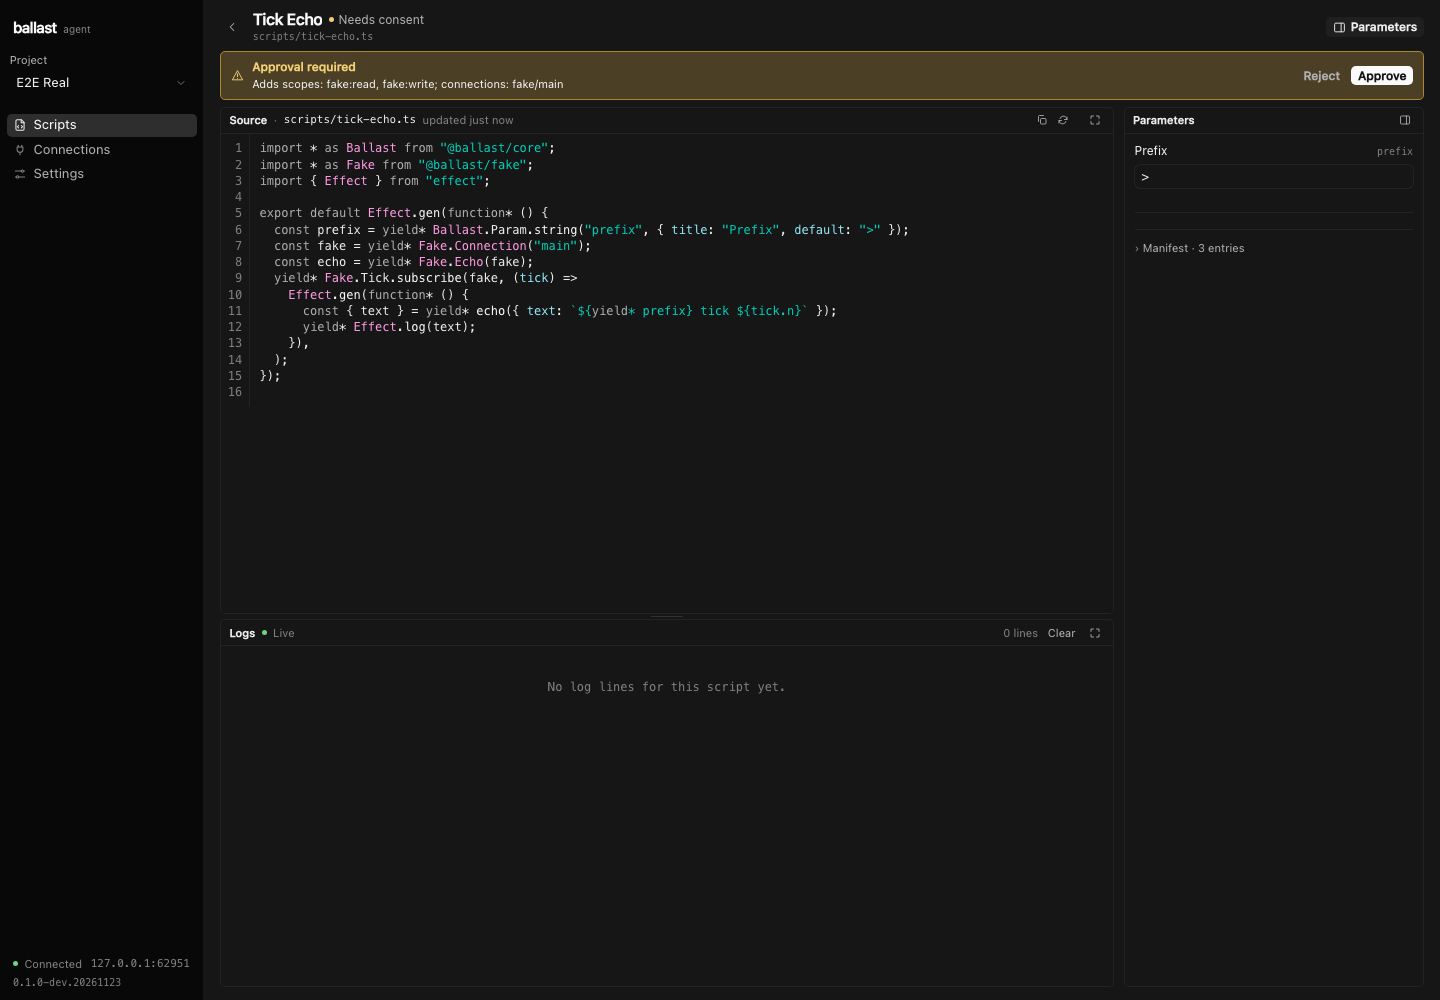 ballast agent
Project
E2E Real
Scripts
Connections
Settings
Connected 127.0.0.1:62951
0.1.0-dev.20261123
Tick Echo Needs consent
scripts/tick-echo.ts
Parameters
Approval required
Adds scopes: fake:read, fake:write; connections: fake/main
Reject Approve
Source · scripts/tick-echo.ts updated just now
1 import * as Ballast from "@ballast/core";
2 import * as Fake from "@ballast/fake";
3 import { Effect } from "effect";
4
5 export default Effect.gen(function* () {
6   const prefix = yield* Ballast.Param.string("prefix", { title: "Prefix", default: ">" });
7   const fake = yield* Fake.Connection("main");
8   const echo = yield* Fake.Echo(fake);
9   yield* Fake.Tick.subscribe(fake, (tick) =>
10     Effect.gen(function* () {
11       const { text } = yield* echo({ text: `${yield* prefix} tick ${tick.n}` });
12       yield* Effect.log(text);
13     }),
14   );
15 });
16
Logs Live 0 lines Clear
No log lines for this script yet.
Parameters
Prefix prefix
>
› Manifest · 3 entries